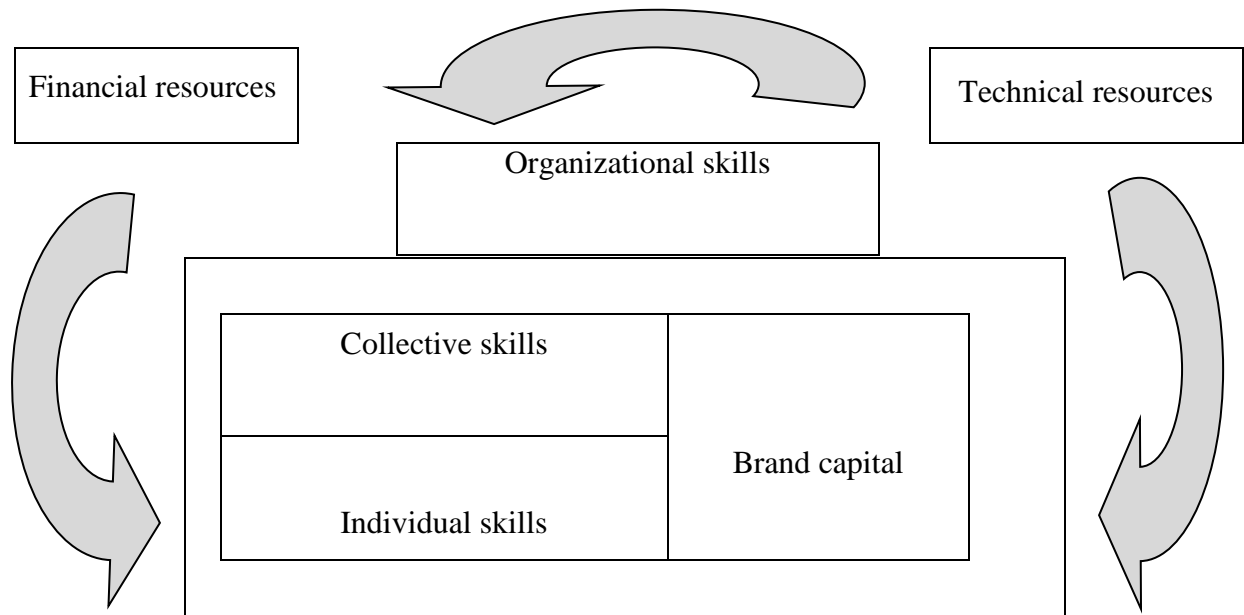 Financial resources
Technical resources
Organizational skills
Collective skills
Brand capital
Individual skills